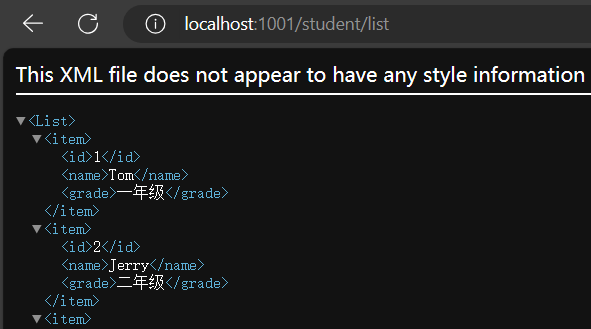 localhost:1001/student/list
This XML file does not appear to have any style information
▼<List>
▼<item>
<id>1</id>
<name>Tom</name>
<grade>一年级</grade>
</item>
▼<item>
<id>2</id>
<name>Jerry</name>
<grade>二年级</grade>
</item>
▼<item>